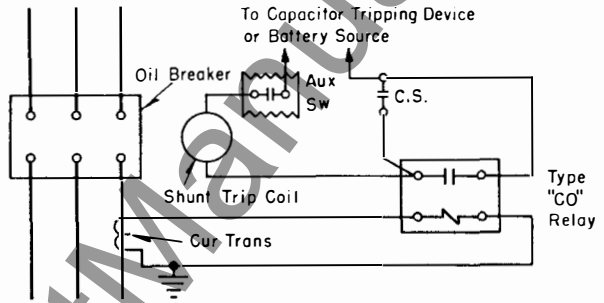 To Capacitor Tripping Device
or Battery Source
Oil Breaker
Aux
Sw
C.S.
Shunt Trip Coil
Type
"CO"
Relay
Cur Trans